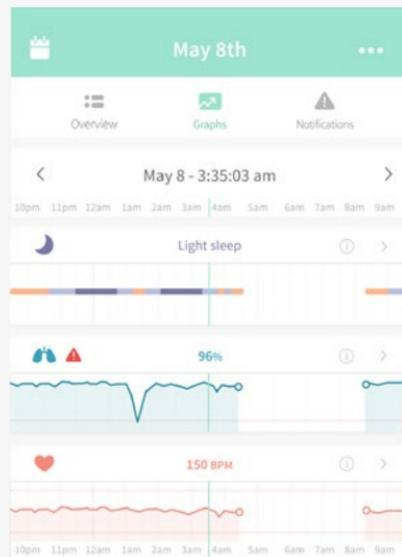 May 8th
Overview Graphs Notifications
May 8 - 3:35:03 am
10pm 11pm 12am 1am 2am 3am 4am 5am 6am 7am 8am 9am
Light sleep
96%
150 BPM
10pm 11pm 12am 1am 2am 3am 4am 5am 6am 7am 8am 9am